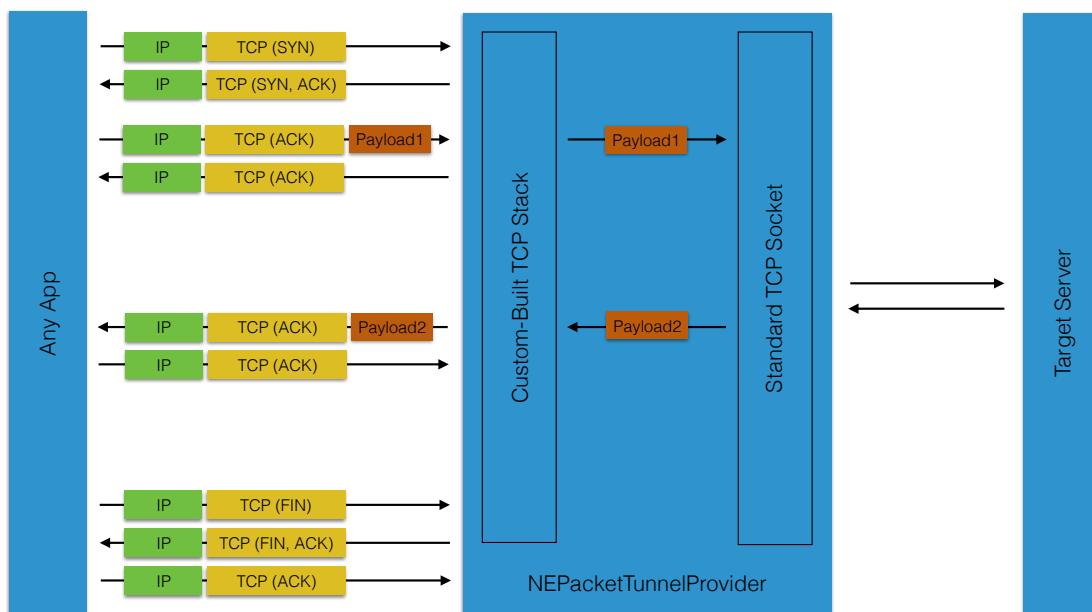 Any App
IP TCP (SYN)
IP TCP (SYN, ACK)
IP TCP (ACK) Payload1
IP TCP (ACK)
IP TCP (ACK) Payload2
IP TCP (ACK)
IP TCP (FIN)
IP TCP (FIN, ACK)
IP TCP (ACK)
Custom-Built TCP Stack
Payload1
Payload2
Standard TCP Socket
NEPacketTunnelProvider
Target Server